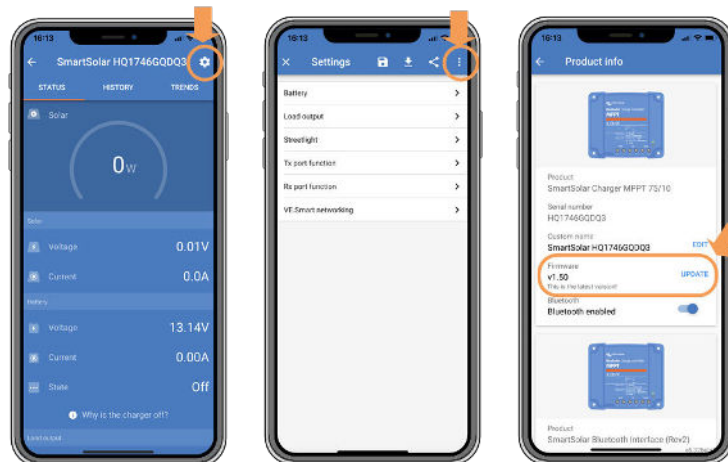 16:13
SmartSolar HQ1746GQDQ3
STATUS HISTORY TRENDS
Solar
0W
Solar
Voltage 0.01V
Current 0.0A
Battery
Voltage 13.14V
Current 0.00A
State Off
Why is the charger off?
Load output
16:13
Settings
Battery
Load output
Streetlight
Tx port function
Rx port function
VE.Smart networking
16:13
Product info
Product
SmartSolar Charger MPPT 75/10
Serial number
HQ1746GQDQ3
Custom name
SmartSolar HQ1746GQDQ3 EDIT
Firmware
v1.50 UPDATE
This is the latest version!
Bluetooth
Bluetooth enabled
Product
SmartSolar Bluetooth Interface (Rev2)